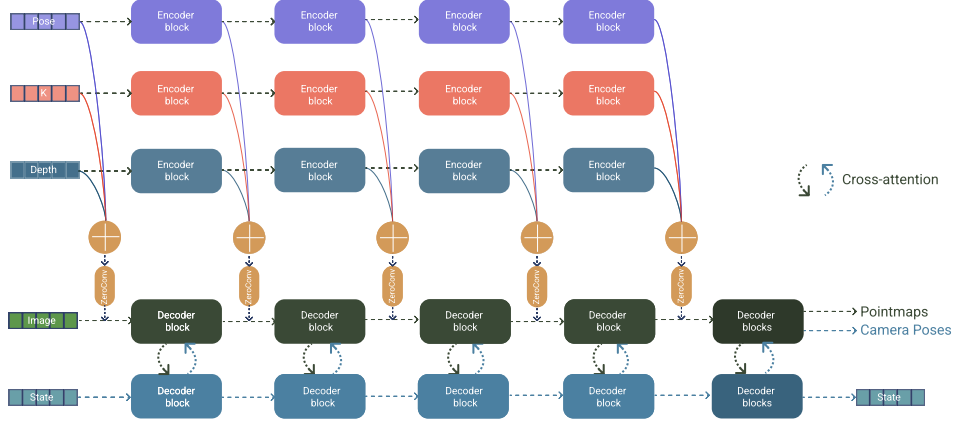 Pose
Encoder
block
Encoder
block
Encoder
block
Encoder
block
K
Encoder
block
Encoder
block
Encoder
block
Encoder
block
Depth
Encoder
block
Encoder
block
Encoder
block
Encoder
block
Cross-attention
ZeroConv
ZeroConv
ZeroConv
ZeroConv
ZeroConv
Image
Decoder
block
Decoder
block
Decoder
block
Decoder
block
Decoder
blocks
Pointmaps
Camera Poses
State
Decoder
block
Decoder
block
Decoder
block
Decoder
block
Decoder
blocks
State